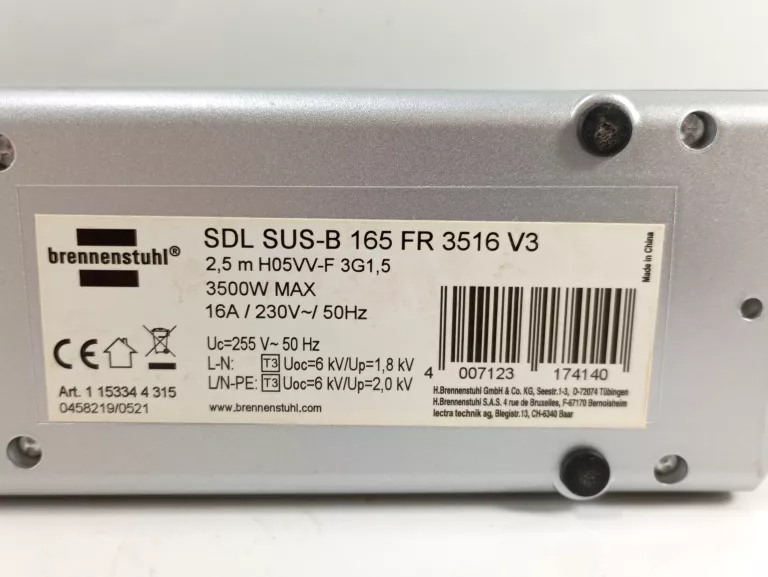 brennenstuhl®
SDL SUS-B 165 FR 3516 V3
2,5 m H05VV-F 3G1,5
3500W MAX
16A / 230V~/ 50Hz
Uc=255 V~ 50 Hz
L-N: T3 Uoc=6 kV/Up=1,8 kV
L/N-PE: T3 Uoc=6 kV/Up=2,0 kV
CE
Art. 1 15334 4 315
0458219/0521
www.brennenstuhl.com
Made in China
4 007123 174140
H.Brennenstuhl GmbH & Co. KG, Seestr.1-3, D-72074 Tübingen
H.Brennenstuhl S.A.S. 4 rue de Bruxelles, F-67170 Bernolsheim
lectra technik ag, Blegistr.13, CH-6340 Baar